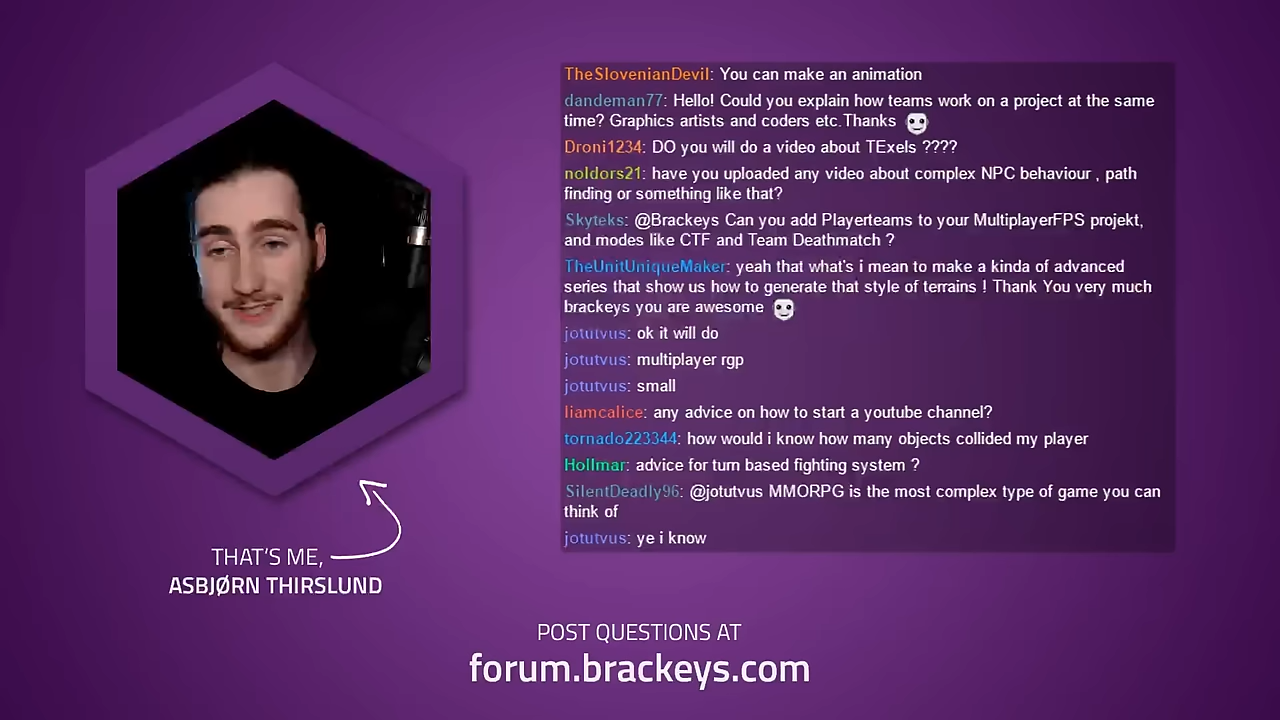 TheSlovenianDevil: You can make an animation
dandeman77: Hello! Could you explain how teams work on a project at the same
time? Graphics artists and coders etc.Thanks
Droni1234: DO you will do a video about TExels ????
noldors21: have you uploaded any video about complex NPC behaviour , path
finding or something like that?
Skyteks: @Brackeys Can you add Playerteams to your MultiplayerFPS projekt,
and modes like CTF and Team Deathmatch ?
TheUnitUniqueMaker: yeah that what's i mean to make a kinda of advanced
series that show us how to generate that style of terrains ! Thank You very much
brackeys you are awesome
jotutvus: ok it will do
jotutvus: multiplayer rgp
jotutvus: small
liamcalice: any advice on how to start a youtube channel?
tornado223344: how would i know how many objects collided my player
Hollmar: advice for turn based fighting system ?
SilentDeadly96: @jotutvus MMORPG is the most complex type of game you can
think of
jotutvus: ye i know
THAT'S ME,
ASBJØRN THIRSLUND
POST QUESTIONS AT
forum.brackeys.com